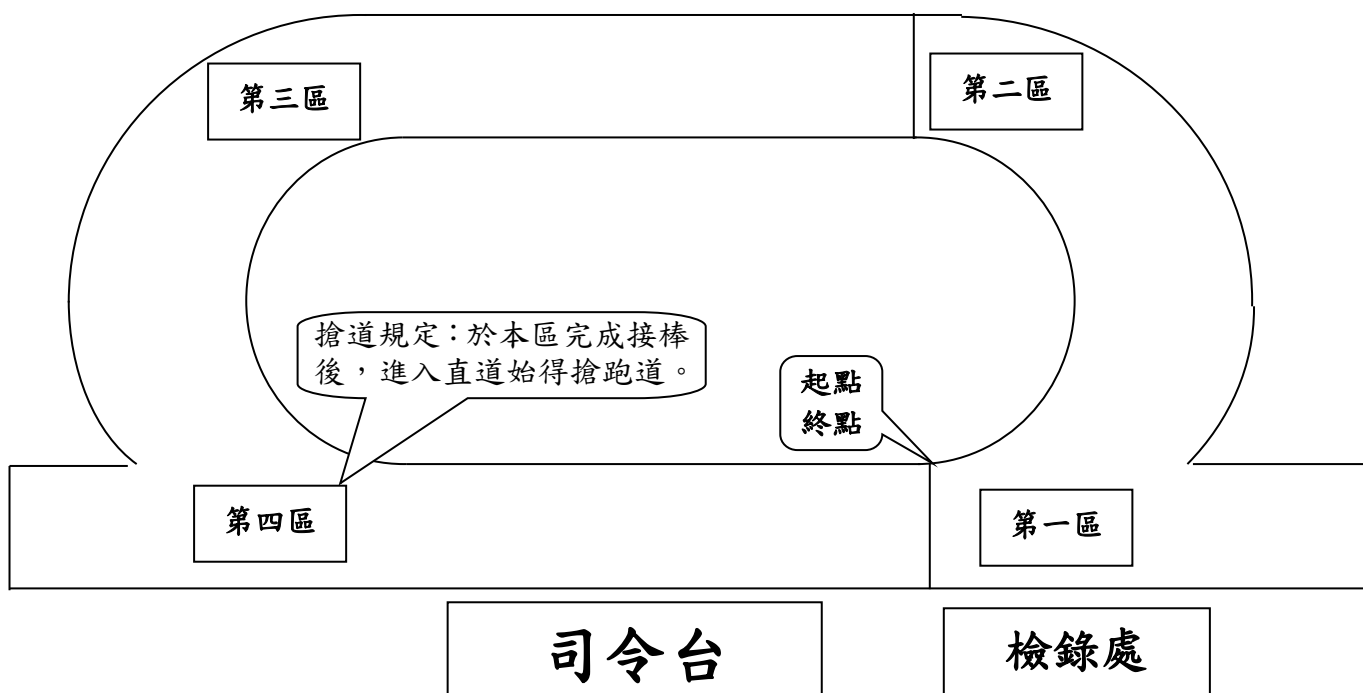 第三區
第二區
搶道規定：於本區完成接棒
後，進入直道始得搶跑道。
起點
終點
第四區
第一區
司令台
檢錄處